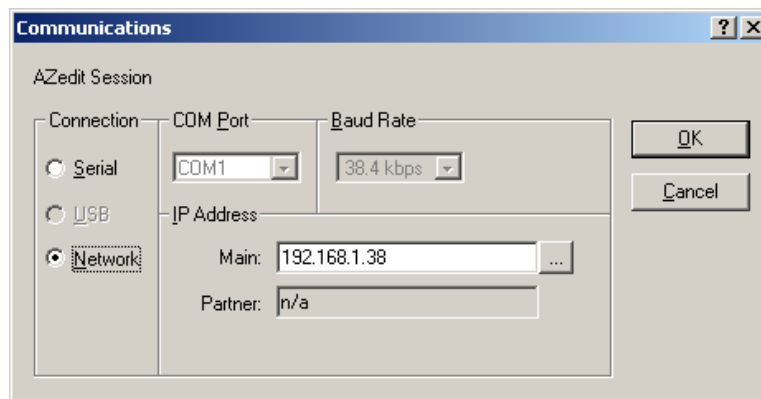 Communications
AZedit Session
Connection
COM Port
Baud Rate
Serial
COM1
38.4 kbps
OK
USB
Cancel
IP Address
Network
Main:
192.168.1.38
...
Partner:
n/a